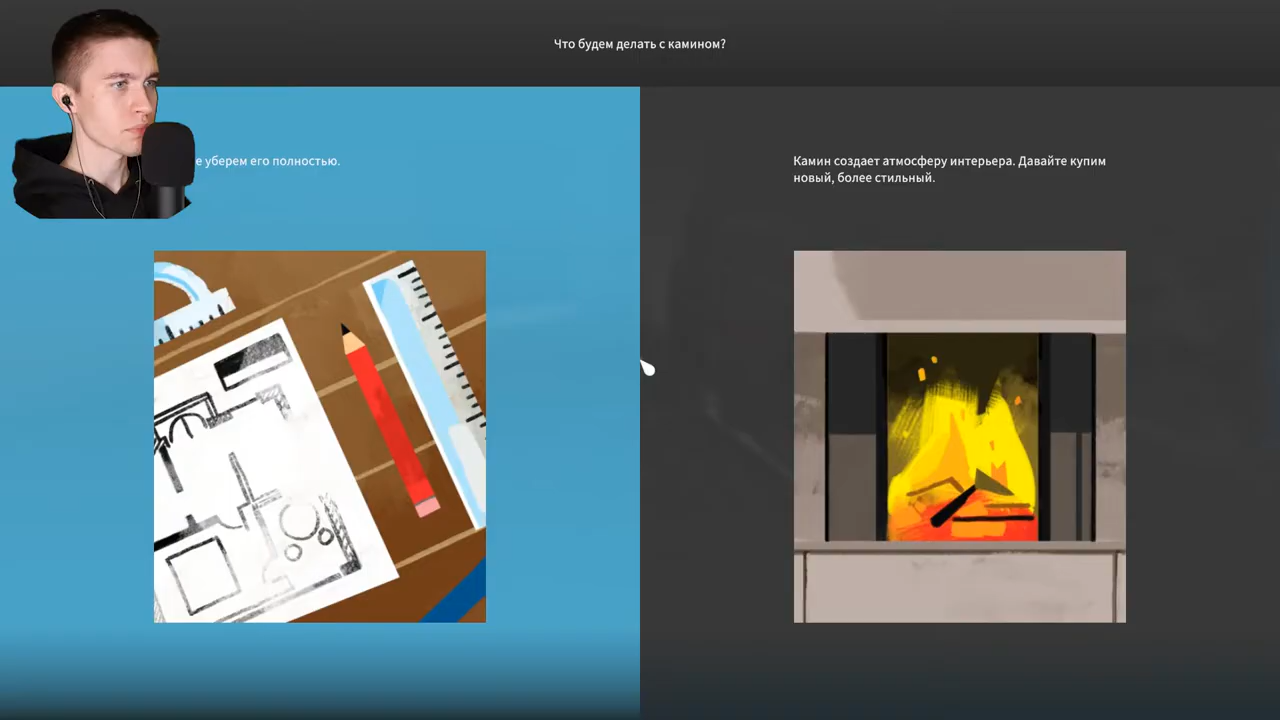 Что будем делать с камином?
е уберем его полностью.
Камин создает атмосферу интерьера. Давайте купим
новый, более стильный.